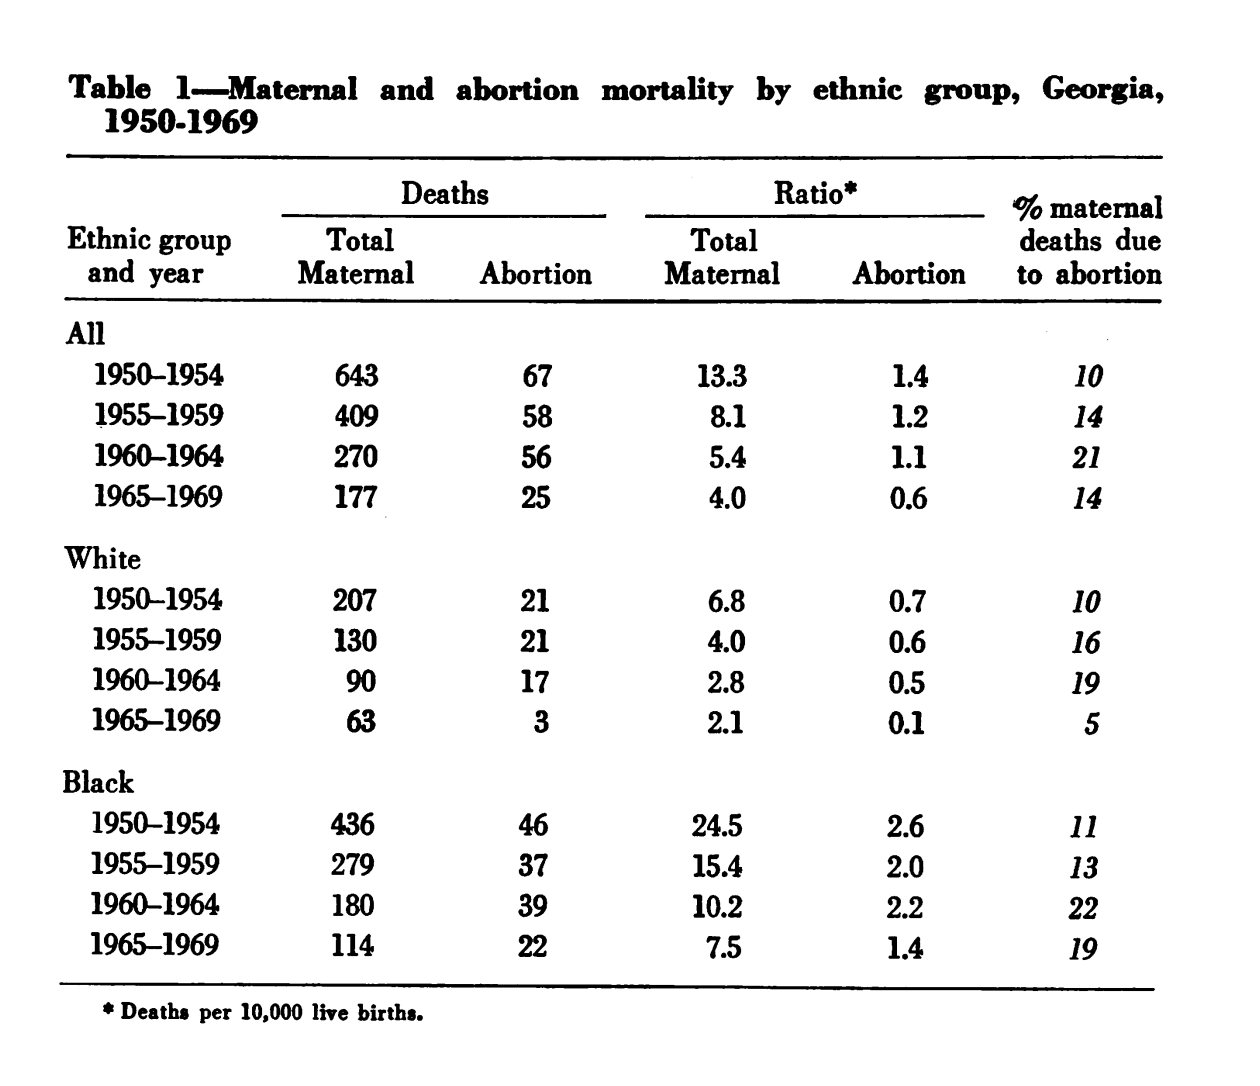 Table 1—Maternal and abortion mortality by ethnic group, Georgia,
1950-1969
Deaths Ratio* % maternal
Ethnic group Total Total deaths due
and year Maternal Abortion Maternal Abortion to abortion
All
1950–1954 643 67 13.3 1.4 10
1955–1959 409 58 8.1 1.2 14
1960–1964 270 56 5.4 1.1 21
1965–1969 177 25 4.0 0.6 14
White
1950–1954 207 21 6.8 0.7 10
1955–1959 130 21 4.0 0.6 16
1960–1964 90 17 2.8 0.5 19
1965–1969 63 3 2.1 0.1 5
Black
1950–1954 436 46 24.5 2.6 11
1955–1959 279 37 15.4 2.0 13
1960–1964 180 39 10.2 2.2 22
1965–1969 114 22 7.5 1.4 19
* Deaths per 10,000 live births.